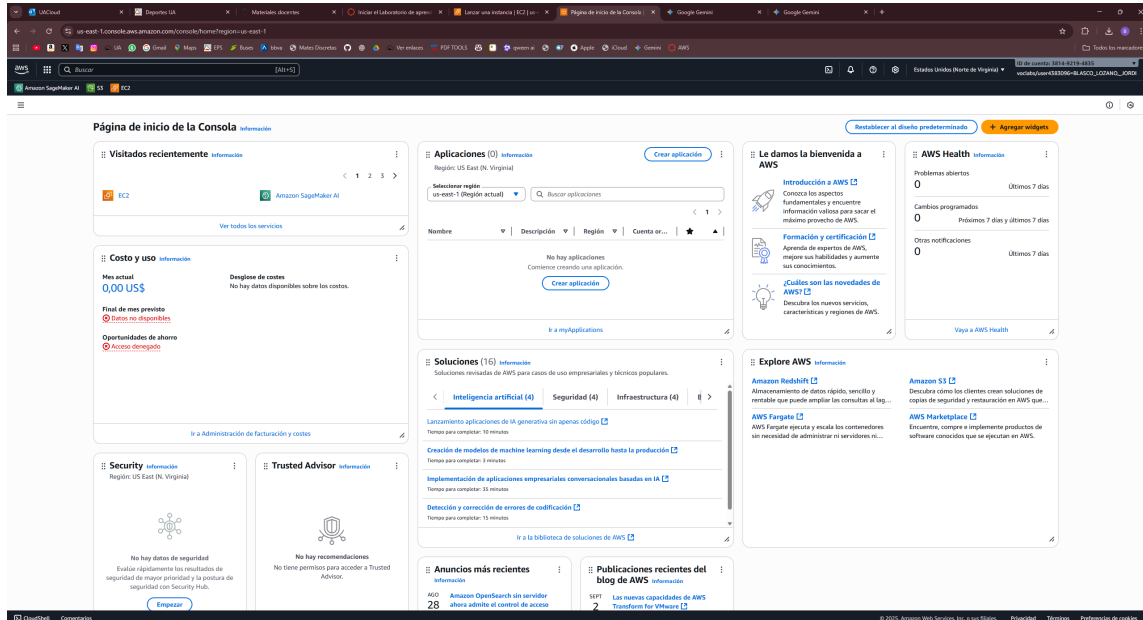 UACloud
Deportes UA
Materiales docentes
Iniciar el Laboratorio de aprend
Lanzar una instancia | EC2 | us-
Página de inicio de la Consola |
Google Gemini
Google Gemini
us-east-1.console.aws.amazon.com/console/home?region=us-east-1
UA
Gmail
Maps
EPS
Buses
bbva
Mates Discretas
Ver enlaces
PDF TOOLS
qwen ai
Apple
iCloud
Gemini
AWS
Todos los marcadores
aws
Buscar
[Alt+S]
Estados Unidos (Norte de Virginia)
ID de cuenta: 3814-9219-4835
voclabs/user4383096=BLASCO_LOZANO,_JORDI
Amazon SageMaker AI
S3
EC2
Página de inicio de la Consola Información
Restablecer al diseño predeterminado
+ Agregar widgets
Visitados recientemente Información
1 2 3
EC2
Amazon SageMaker AI
Ver todos los servicios
Aplicaciones (0) Información
Crear aplicación
Región: US East (N. Virginia)
Seleccionar región
us-east-1 (Región actual)
Buscar aplicaciones
1
Nombre
Descripción
Región
Cuenta or...
No hay aplicaciones
Comience creando una aplicación.
Crear aplicación
Ir a myApplications
Le damos la bienvenida a
AWS
Introducción a AWS
Conozca los aspectos
fundamentales y encuentre
información valiosa para sacar el
máximo provecho de AWS.
Formación y certificación
Aprenda de expertos de AWS,
mejore sus habilidades y aumente
sus conocimientos.
¿Cuáles son las novedades de
AWS?
Descubra los nuevos servicios,
características y regiones de AWS.
AWS Health Información
Problemas abiertos
0
Últimos 7 días
Cambios programados
0
Próximos 7 días y últimos 7 días
Otras notificaciones
0
Últimos 7 días
Vaya a AWS Health
Costo y uso Información
Mes actual
0,00 US$
Desglose de costes
No hay datos disponibles sobre los costos.
Final de mes previsto
Datos no disponibles
Oportunidades de ahorro
Acceso denegado
Ir a Administración de facturación y costes
Soluciones (16) Información
Soluciones revisadas de AWS para casos de uso empresariales y técnicos populares.
Inteligencia artificial (4)
Seguridad (4)
Infraestructura (4)
Lanzamiento aplicaciones de IA generativa sin apenas código
Tiempo para completar: 10 minutos
Creación de modelos de machine learning desde el desarrollo hasta la producción
Tiempo para completar: 3 minutos
Implementación de aplicaciones empresariales conversacionales basadas en IA
Tiempo para completar: 35 minutos
Detección y corrección de errores de codificación
Tiempo para completar: 15 minutos
Ir a la biblioteca de soluciones de AWS
Explore AWS Información
Amazon Redshift
Almacenamiento de datos rápido, sencillo y
rentable que puede ampliar las consultas al lag...
Amazon S3
Descubra cómo los clientes crean soluciones de
copias de seguridad y restauración en AWS que...
AWS Fargate
AWS Fargate ejecuta y escala los contenedores
sin necesidad de administrar ni servidores ni...
AWS Marketplace
Encuentre, compre e implemente productos de
software conocidos que se ejecutan en AWS.
Security Información
Región: US East (N. Virginia)
No hay datos de seguridad
Evalúe rápidamente los resultados de
seguridad de mayor prioridad y la postura de
seguridad con Security Hub.
Empezar
Trusted Advisor Información
No hay recomendaciones
No tiene permisos para acceder a Trusted
Advisor.
Anuncios más recientes
Información
AGO
28
Amazon OpenSearch sin servidor
ahora admite el control de acceso
Publicaciones recientes del
blog de AWS Información
SEPT
2
Las nuevas capacidades de AWS
Transform for VMware
CloudShell
Comentarios
© 2025, Amazon Web Services, Inc. o sus filiales.
Privacidad
Términos
Preferencias de cookies